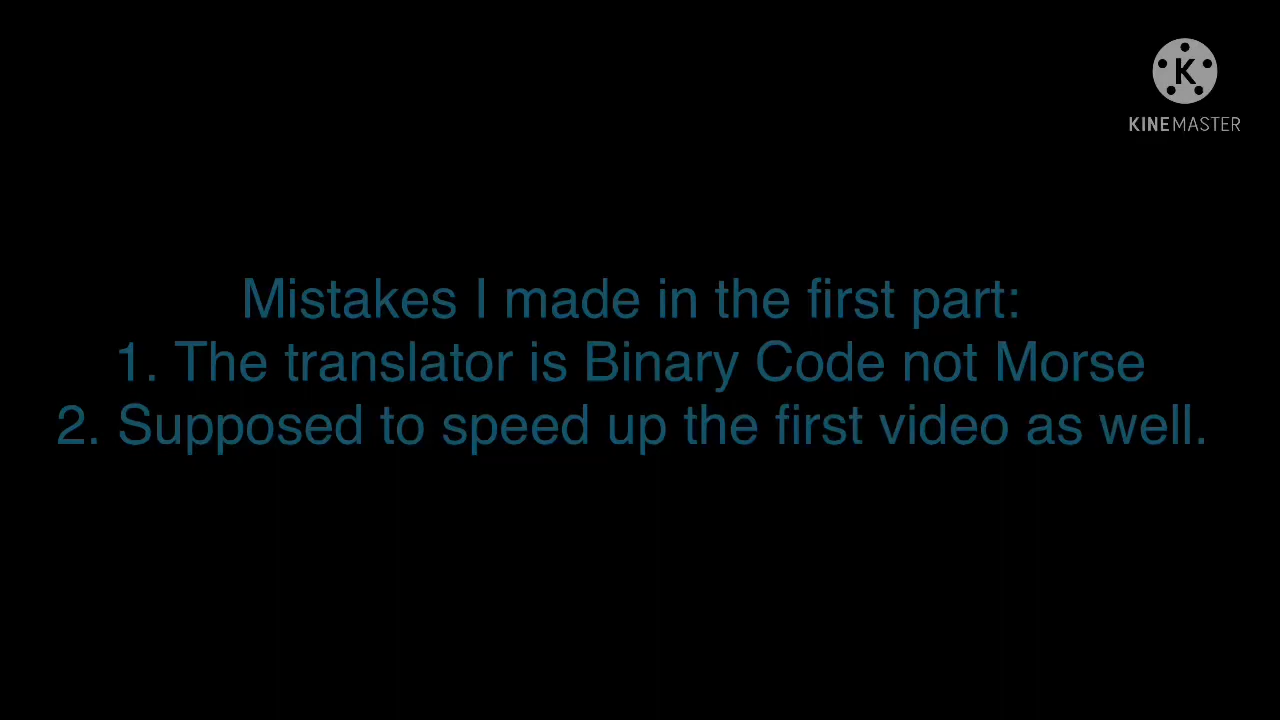 K
KINEMASTER
Mistakes I made in the first part:
1. The translator is Binary Code not Morse
2. Supposed to speed up the first video as well.